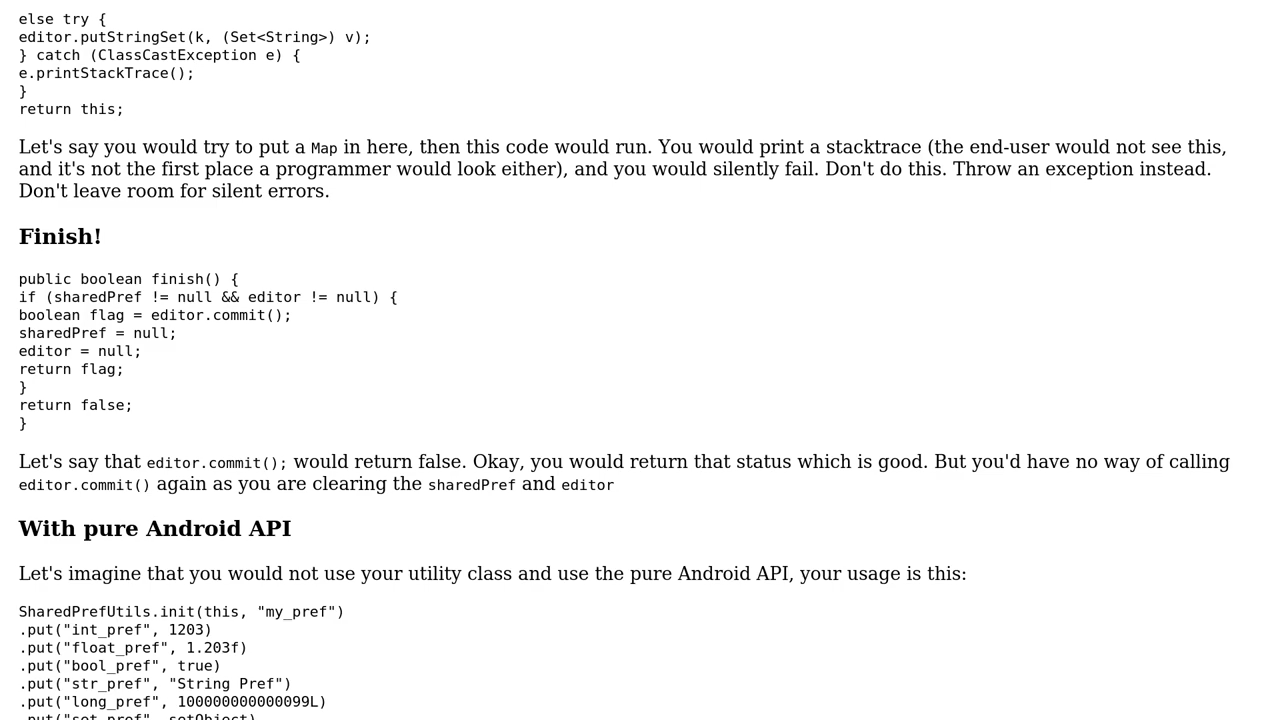 else try {
editor.putStringSet(k, (Set<String>) v);
} catch (ClassCastException e) {
e.printStackTrace();
}
return this;
Let's say you would try to put a Map in here, then this code would run. You would print a stacktrace (the end-user would not see this,
and it's not the first place a programmer would look either), and you would silently fail. Don't do this. Throw an exception instead.
Don't leave room for silent errors.
Finish!
public boolean finish() {
if (sharedPref != null && editor != null) {
boolean flag = editor.commit();
sharedPref = null;
editor = null;
return flag;
}
return false;
}
Let's say that editor.commit(); would return false. Okay, you would return that status which is good. But you'd have no way of calling
editor.commit() again as you are clearing the sharedPref and editor
With pure Android API
Let's imagine that you would not use your utility class and use the pure Android API, your usage is this:
SharedPrefUtils.init(this, "my_pref")
.put("int_pref", 1203)
.put("float_pref", 1.203f)
.put("bool_pref", true)
.put("str_pref", "String Pref")
.put("long_pref", 100000000000099L)
.put("set_pref", setObject)